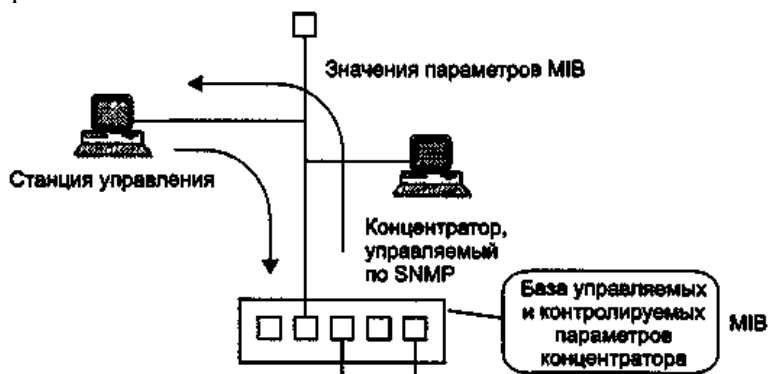 Значения параметров MIB
Станция управления
Концентратор,
управляемый
по SNMP
База управляемых
и контролируемых
параметров
концентратора
MIB